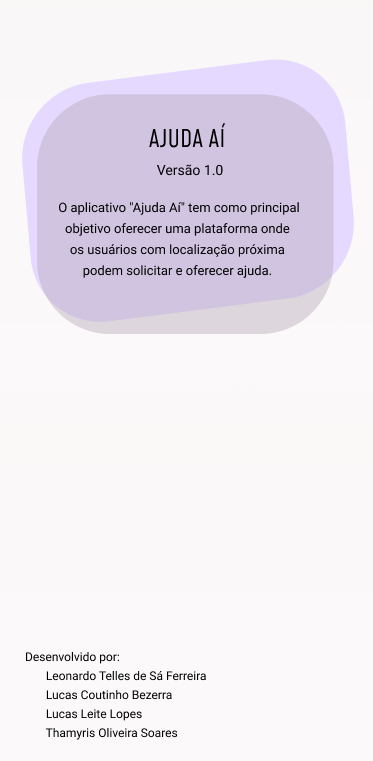 AJUDA AÍ
Versão 1.0
O aplicativo "Ajuda Aí" tem como principal
objetivo oferecer uma plataforma onde
os usuários com localização próxima
podem solicitar e oferecer ajuda.
Desenvolvido por:
Leonardo Telles de Sá Ferreira
Lucas Coutinho Bezerra
Lucas Leite Lopes
Thamyris Oliveira Soares